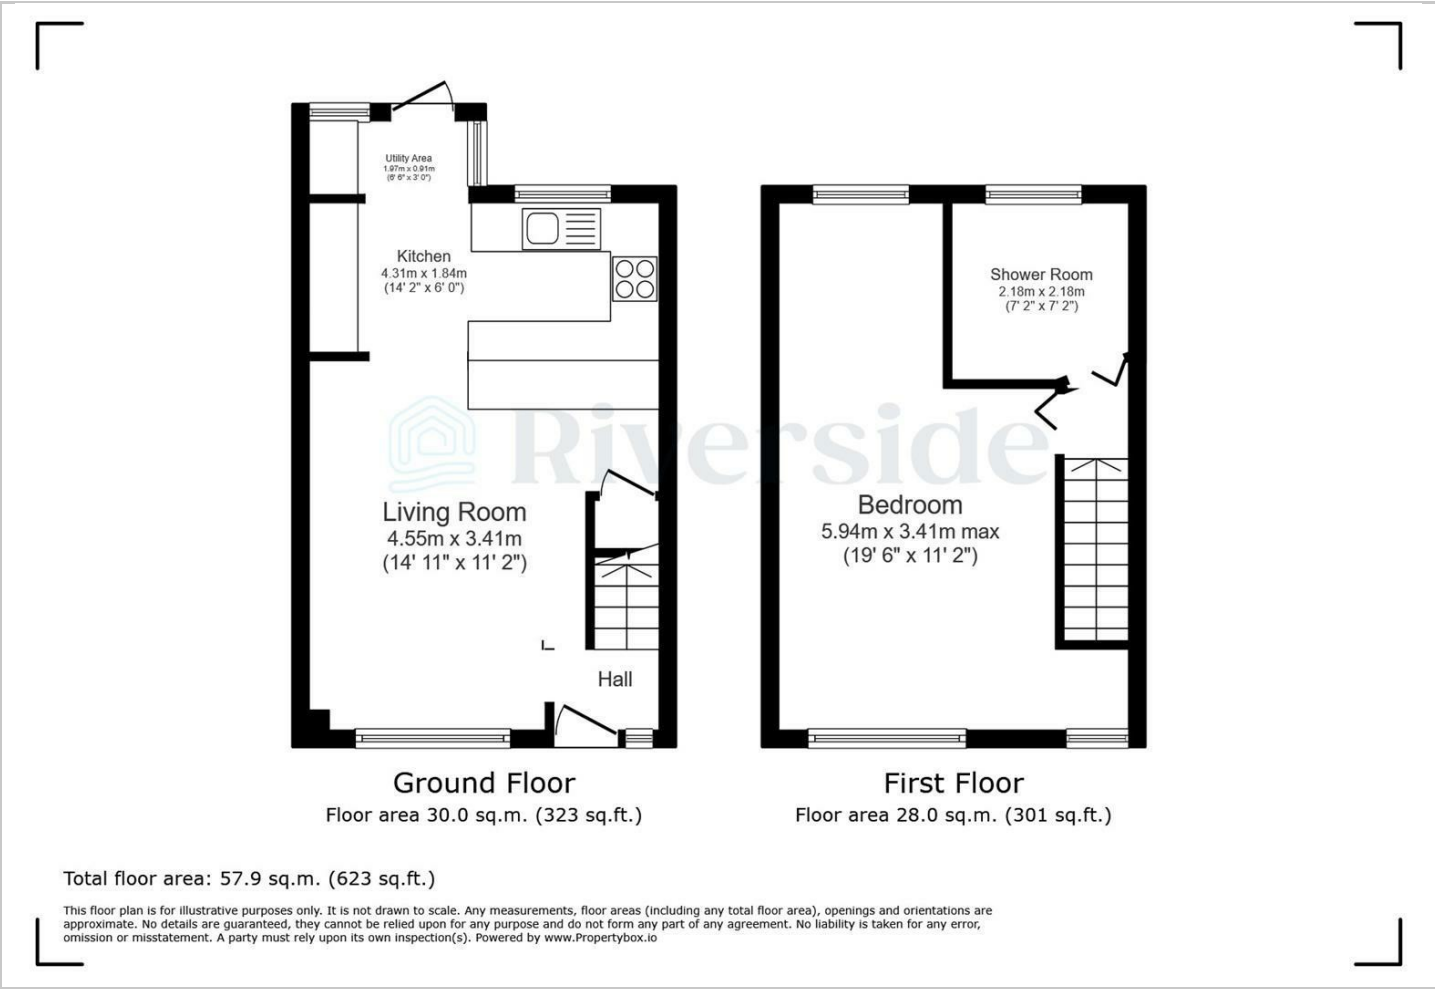 Utility Area
1.97m x 0.91m
(6' 6" x 3' 0")
Kitchen
4.31m x 1.84m
(14' 2" x 6' 0")
Shower Room
2.18m x 2.18m
(7' 2" x 7' 2")
Riverside
Living Room
4.55m x 3.41m
(14' 11" x 11' 2")
Bedroom
5.94m x 3.41m max
(19' 6" x 11' 2")
Hall
Ground Floor
Floor area 30.0 sq.m. (323 sq.ft.)
First Floor
Floor area 28.0 sq.m. (301 sq.ft.)
Total floor area: 57.9 sq.m. (623 sq.ft.)
This floor plan is for illustrative purposes only. It is not drawn to scale. Any measurements, floor areas (including any total floor area), openings and orientations are
approximate. No details are guaranteed, they cannot be relied upon for any purpose and do not form any part of any agreement. No liability is taken for any error,
omission or misstatement. A party must rely upon its own inspection(s). Powered by www.Propertybox.io